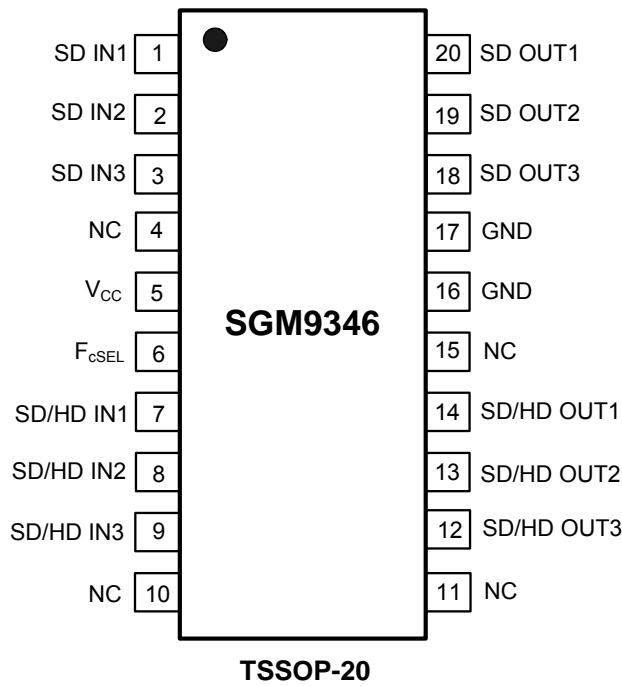 SD IN1 1 20 SD OUT1
SD IN2 2 19 SD OUT2
SD IN3 3 18 SD OUT3
NC 4 17 GND
VCC 5 16 GND
SGM9346
FcSEL 6 15 NC
SD/HD IN1 7 14 SD/HD OUT1
SD/HD IN2 8 13 SD/HD OUT2
SD/HD IN3 9 12 SD/HD OUT3
NC 10 11 NC
TSSOP-20